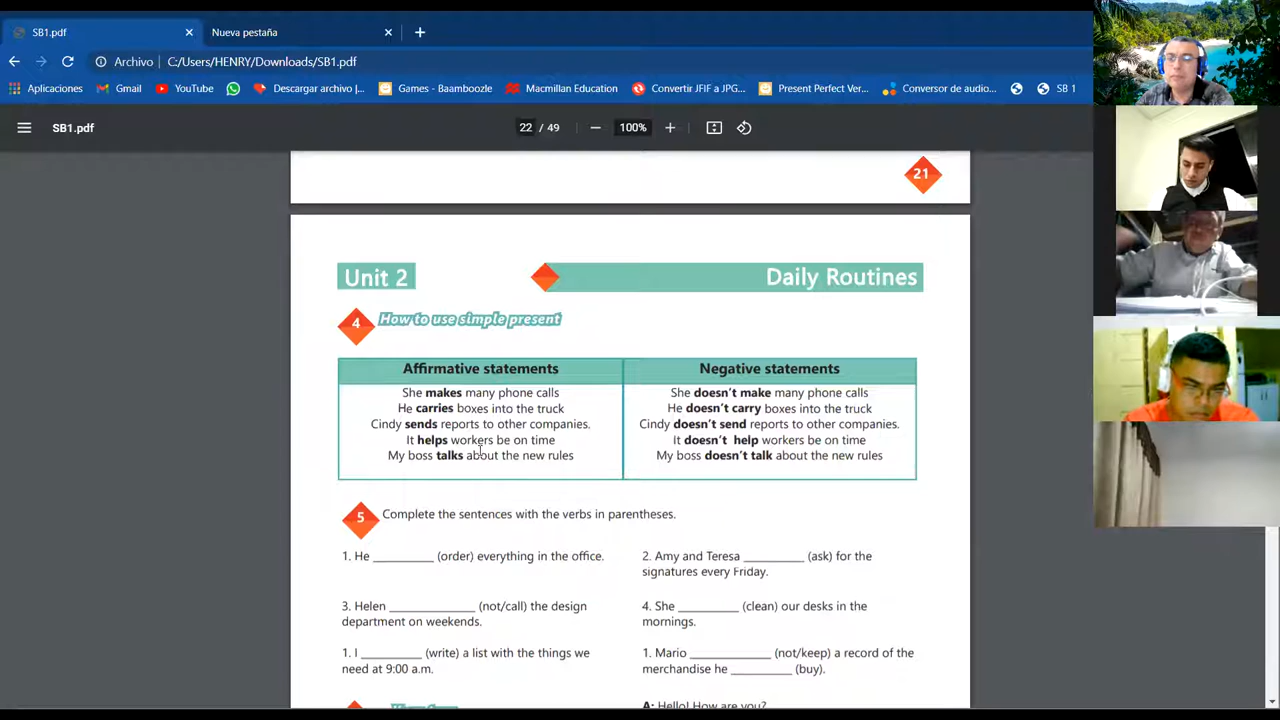 SB1.pdf
Nueva pestaña
Archivo
C:/Users/HENRY/Downloads/SB1.pdf
Aplicaciones
Gmail
YouTube
Descargar archivo |...
Games - Baamboozle
Macmillan Education
Convertir JFIF a JPG...
Present Perfect Ver...
Conversor de audio...
SB 1
SB1.pdf
22 / 49
100%
21
Unit 2
Daily Routines
4
How to use simple present
Affirmative statements
She makes many phone calls
He carries boxes into the truck
Cindy sends reports to other companies.
It helps workers be on time
My boss talks about the new rules
Negative statements
She doesn't make many phone calls
He doesn't carry boxes into the truck
Cindy doesn't send reports to other companies.
It doesn't help workers be on time
My boss doesn't talk about the new rules
5
Complete the sentences with the verbs in parentheses.
1. He _________ (order) everything in the office.
2. Amy and Teresa _________ (ask) for the
signatures every Friday.
3. Helen _____________ (not/call) the design
department on weekends.
4. She _________ (clean) our desks in the
mornings.
1. I _________ (write) a list with the things we
need at 9:00 a.m.
1. Mario ____________ (not/keep) a record of the
merchandise he _________ (buy).
A: Hello! How are you?